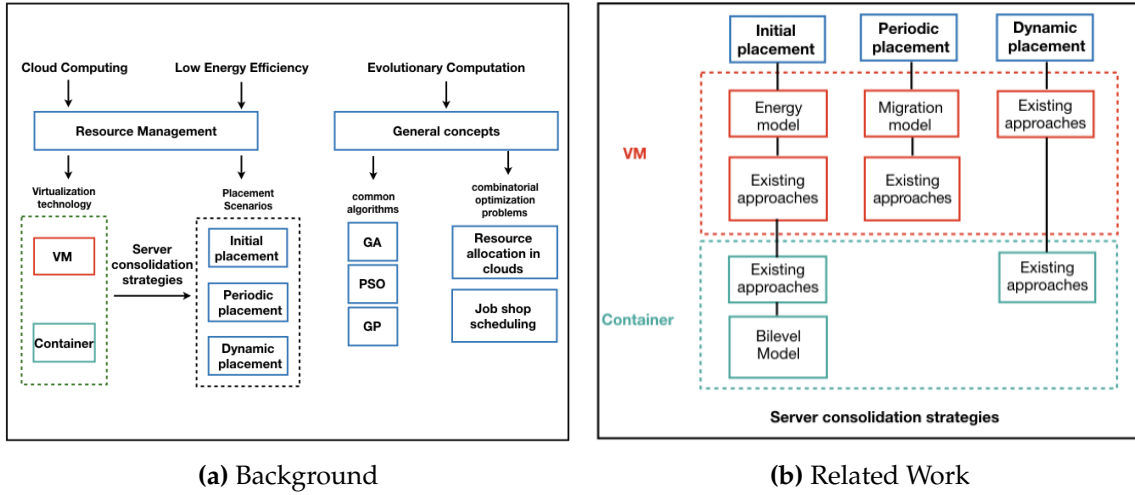 Cloud Computing
Low Energy Efficiency
Evolutionary Computation
Resource Management
General concepts
Virtualization
technology
Placement
Scenarios
common
algorithms
combinatorial
optimization
problems
VM
Container
Server
consolidation
strategies
Initial
placement
Periodic
placement
Dynamic
placement
GA
PSO
GP
Resource
allocation in
clouds
Job shop
scheduling
(a) Background
Initial
placement
Periodic
placement
Dynamic
placement
VM
Energy
model
Migration
model
Existing
approaches
Existing
approaches
Existing
approaches
Container
Existing
approaches
Existing
approaches
Bilevel
Model
Server consolidation strategies
(b) Related Work